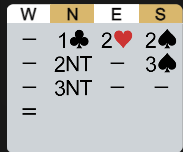 W N E S
– 1♣ 2♥ 2♠
– 2NT – 3♠
– 3NT – –
=